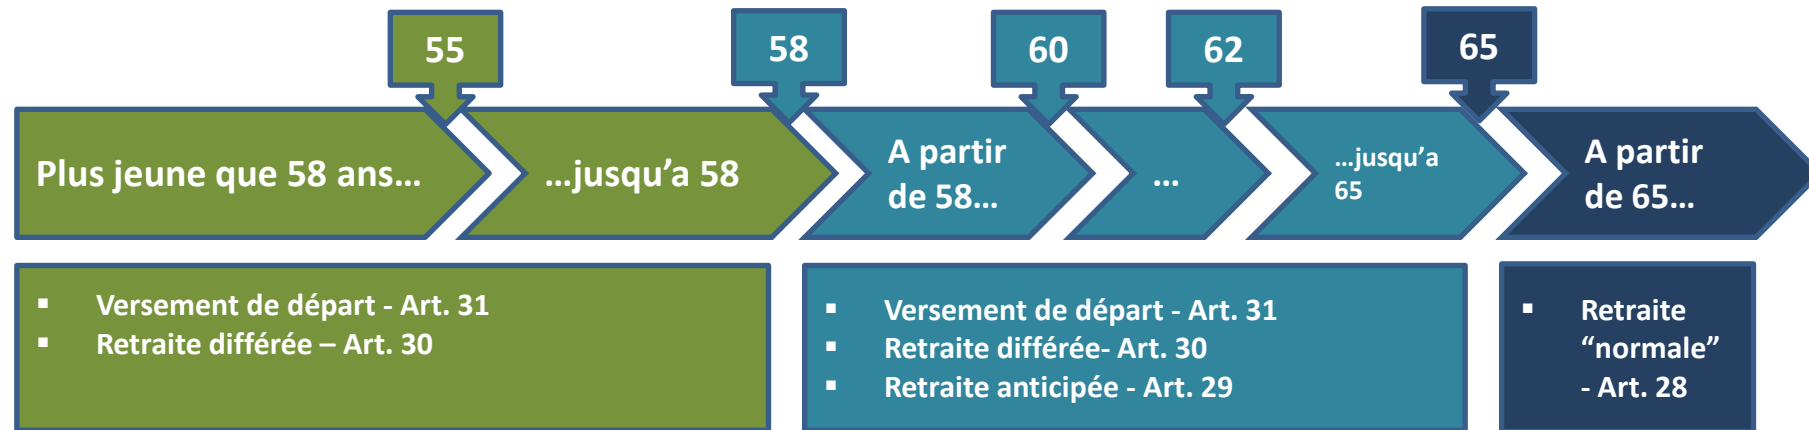 55
58
60
62
65
Plus jeune que 58 ans…
…jusqu’a 58
A partir
de 58…
…
…jusqu’a
65
A partir
de 65…
▪ Versement de départ - Art. 31
▪ Retraite différée – Art. 30
▪ Versement de départ - Art. 31
▪ Retraite différée- Art. 30
▪ Retraite anticipée - Art. 29
▪ Retraite
“normale”
- Art. 28